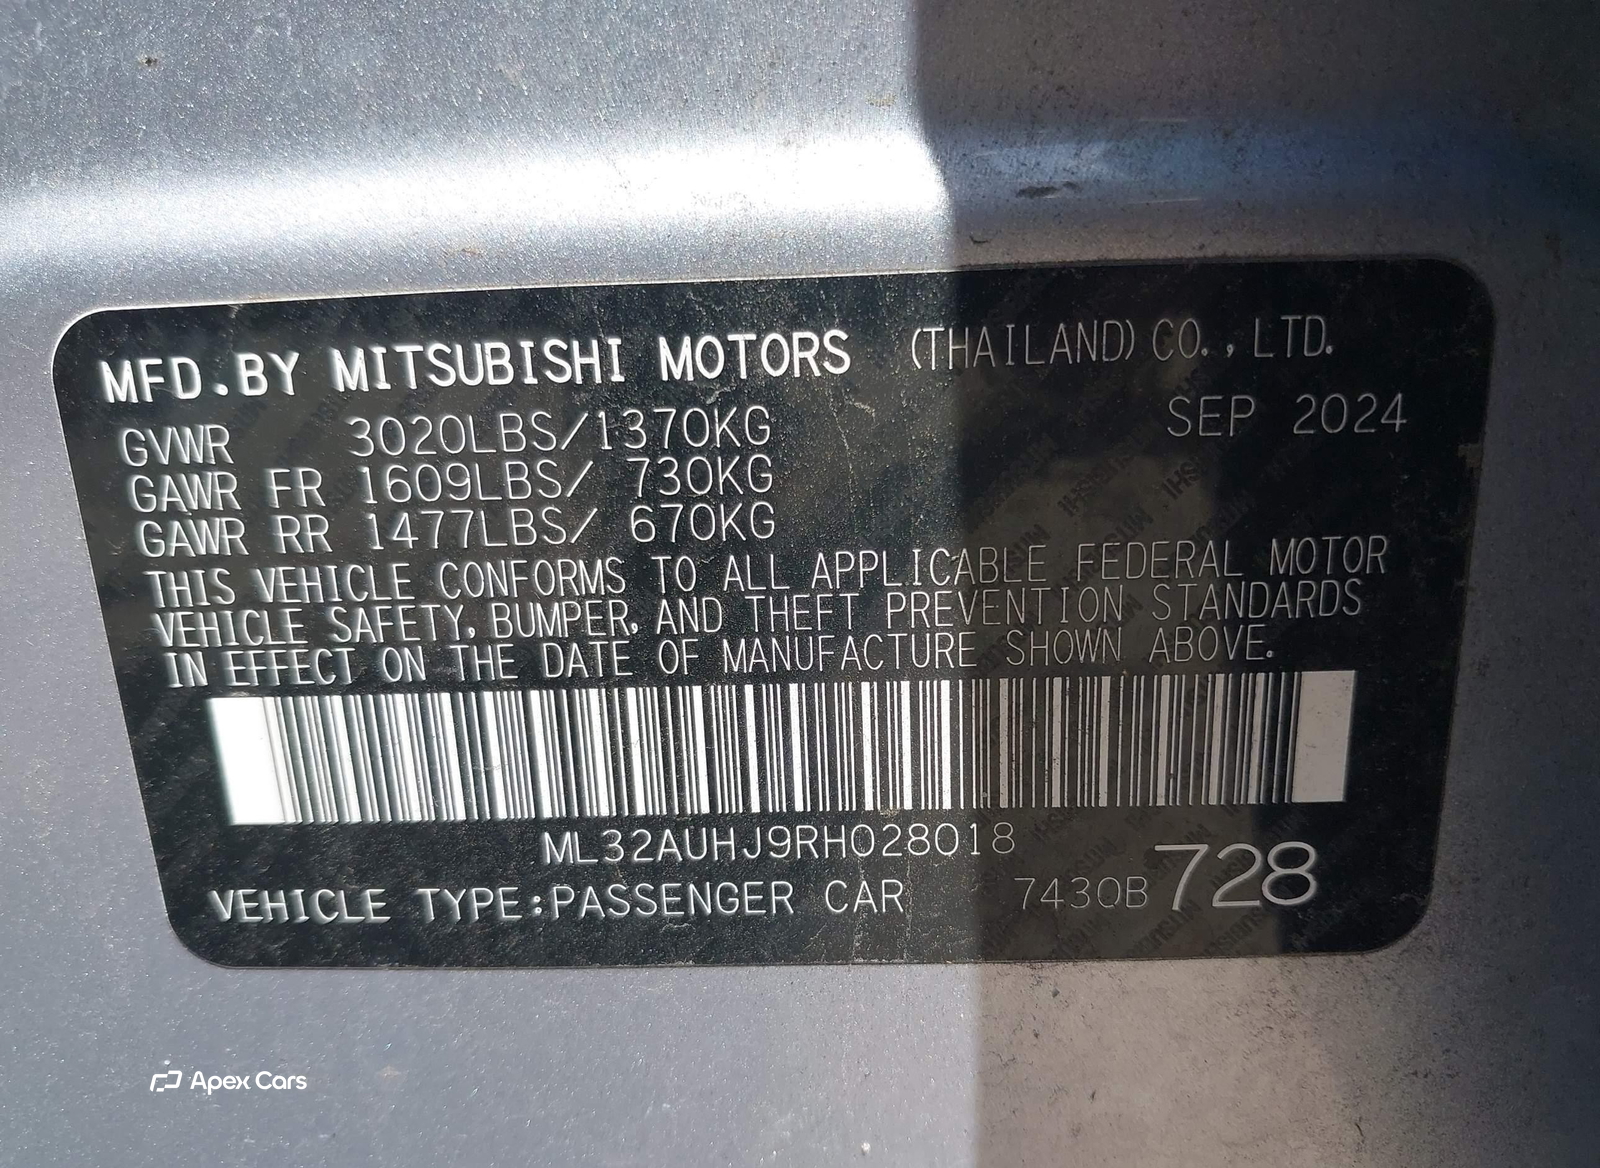 MFD.BY MITSUBISHI MOTORS (THAILAND) CO., LTD.
GVWR 3020LBS/1370KG SEP 2024
GAWR FR 1609LBS/ 730KG
GAWR RR 1477LBS/ 670KG
THIS VEHICLE CONFORMS TO ALL APPLICABLE FEDERAL MOTOR
VEHICLE SAFETY, BUMPER, AND THEFT PREVENTION STANDARDS
IN EFFECT ON THE DATE OF MANUFACTURE SHOWN ABOVE.
ML32AUHJ9RH028018
VEHICLE TYPE:PASSENGER CAR 7430B 728
Apex Cars